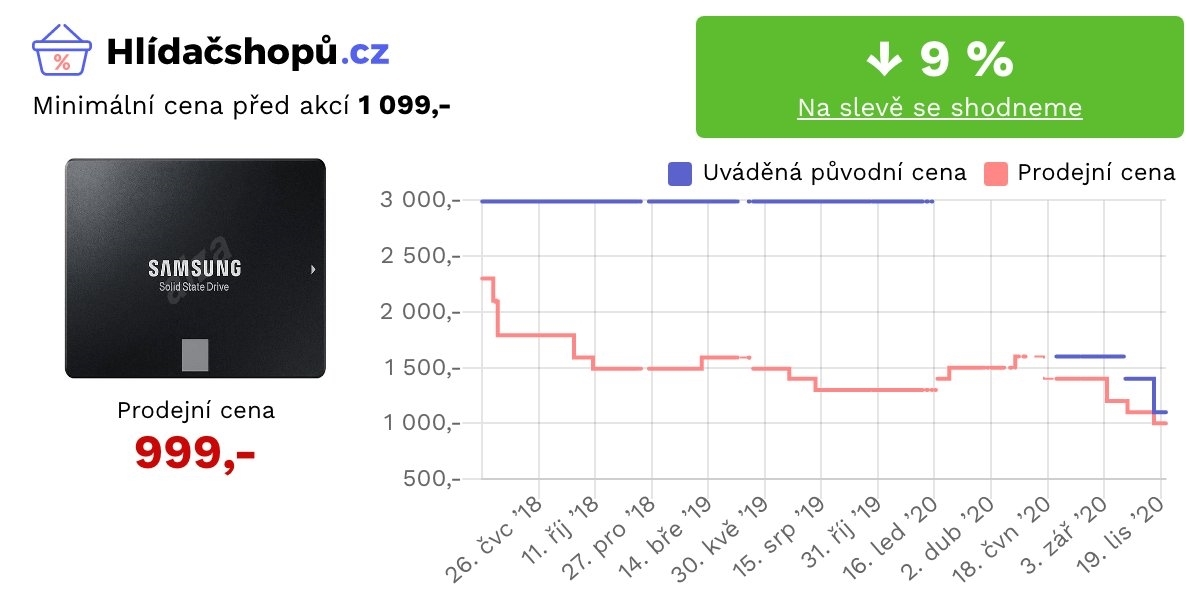 %
Hlídačshopů.cz
Minimální cena před akcí 1 099,-
↓ 9 %
Na slevě se shodneme
Uváděná původní cena
Prodejní cena
alza
SAMSUNG
Solid State Drive
Prodejní cena
999,-
3 000,-
2 500,-
2 000,-
1 500,-
1 000,-
500,-
26. čvc '18
11. říj '18
27. pro '18
14. bře '19
30. kvě '19
15. srp '19
31. říj '19
16. led '20
2. dub '20
18. čvn '20
3. zář '20
19. lis '20